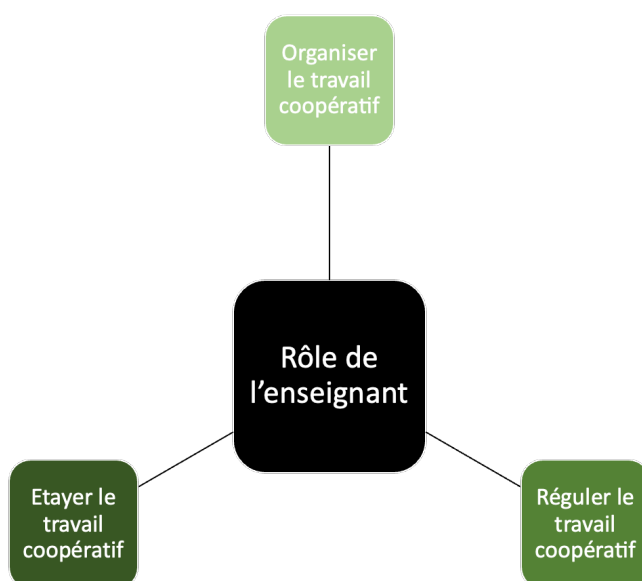 Organiser
le travail
coopératif
Rôle de
l’enseignant
Etayer le
travail
coopératif
Réguler le
travail
coopératif